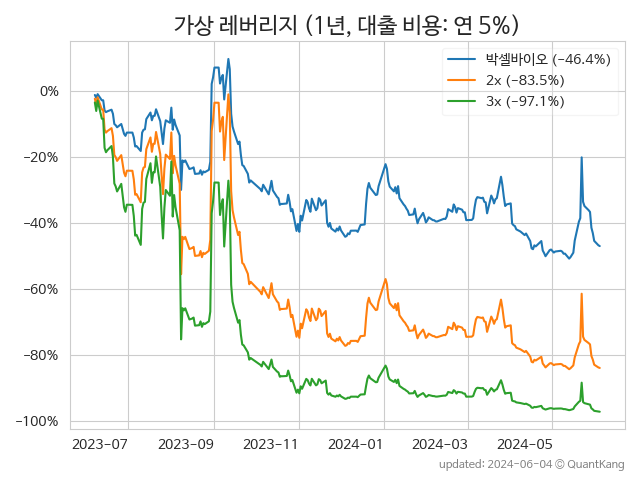 가상 레버리지 (1년, 대출 비용: 연 5%)
박셀바이오 (−46.4%)
2x (−83.5%)
3x (−97.1%)
0%
−20%
−40%
−60%
−80%
−100%
2023-07 2023-09 2023-11 2024-01 2024-03 2024-05
updated: 2024-06-04 © QuantKang